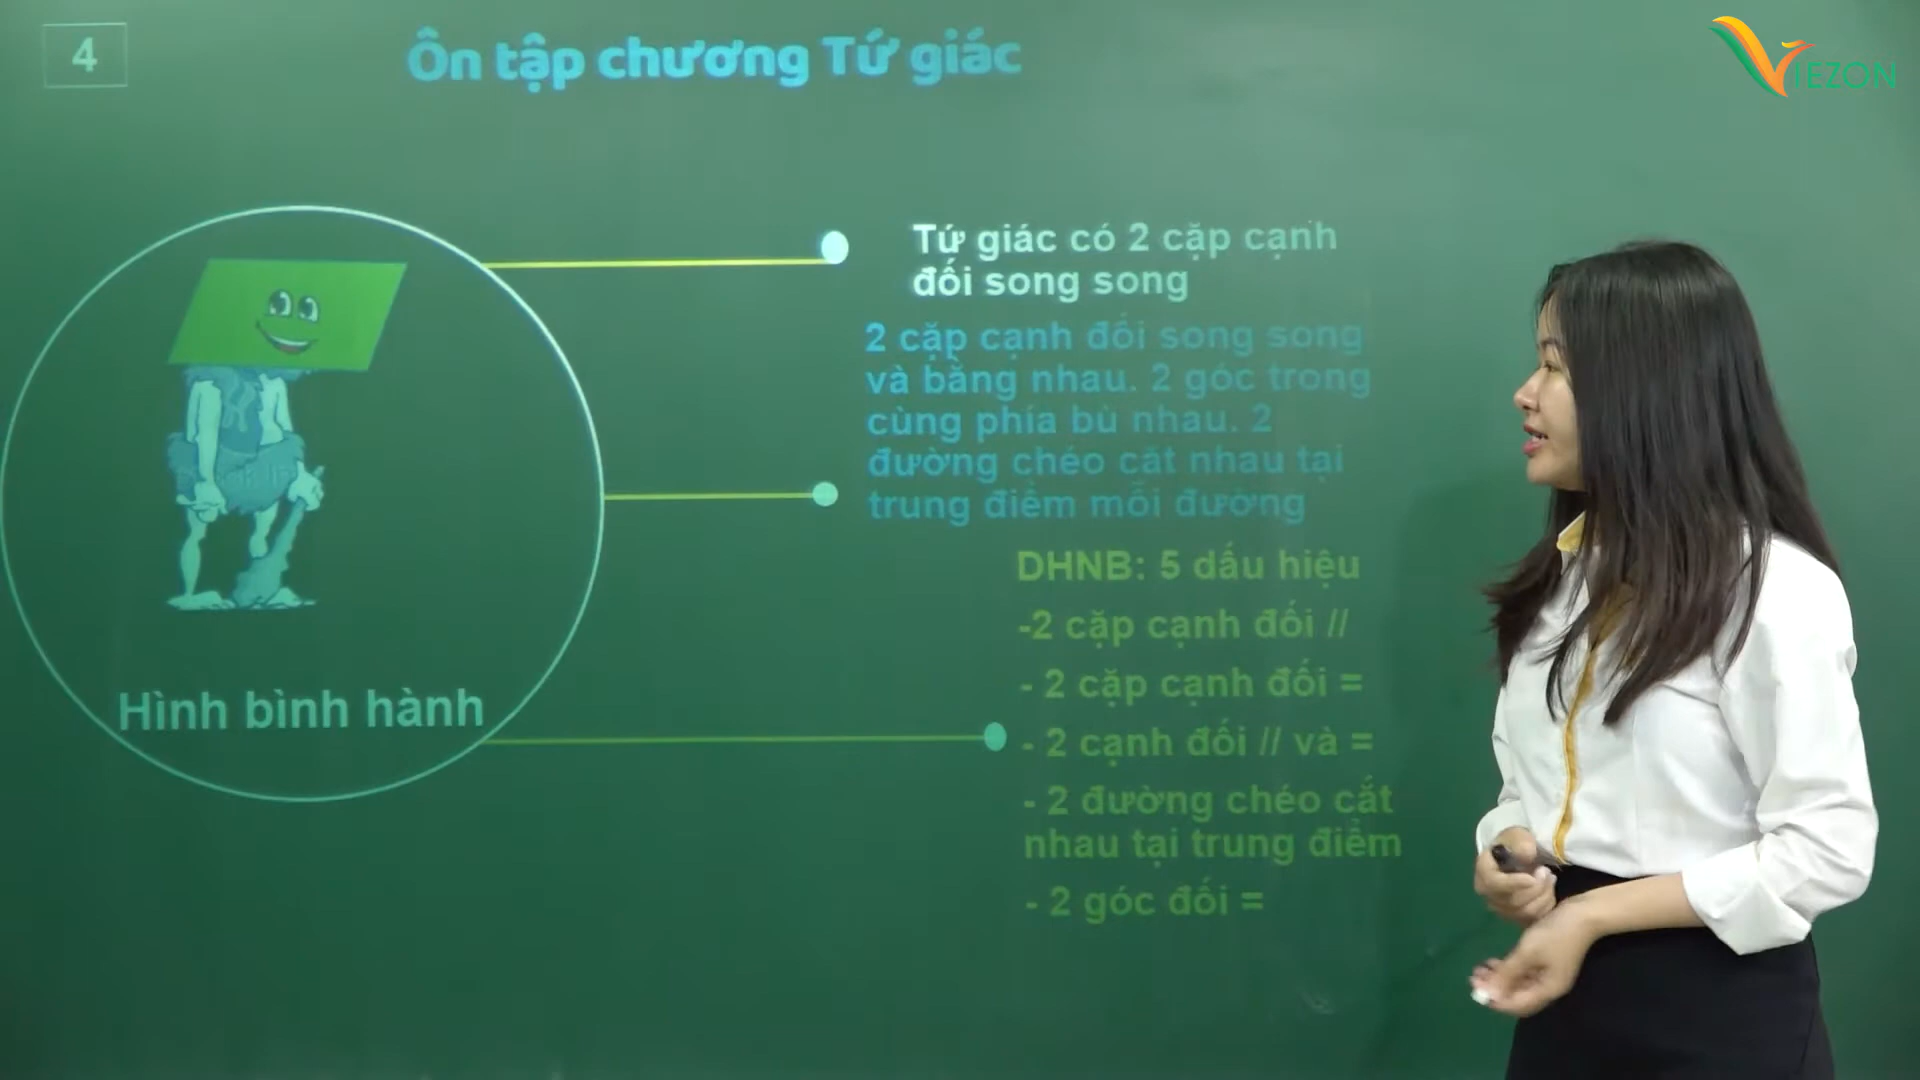 4
Ôn tập chương Tứ giác
VIEZON
Tứ giác có 2 cặp cạnh
đối song song
2 cặp cạnh đối song song
và bằng nhau. 2 góc trong
cùng phía bù nhau. 2
đường chéo cắt nhau tại
trung điểm mỗi đường
DHNB: 5 dấu hiệu
-2 cặp cạnh đối //
- 2 cặp cạnh đối =
- 2 cạnh đối // và =
- 2 đường chéo cắt
nhau tại trung điểm
- 2 góc đối =
Hình bình hành